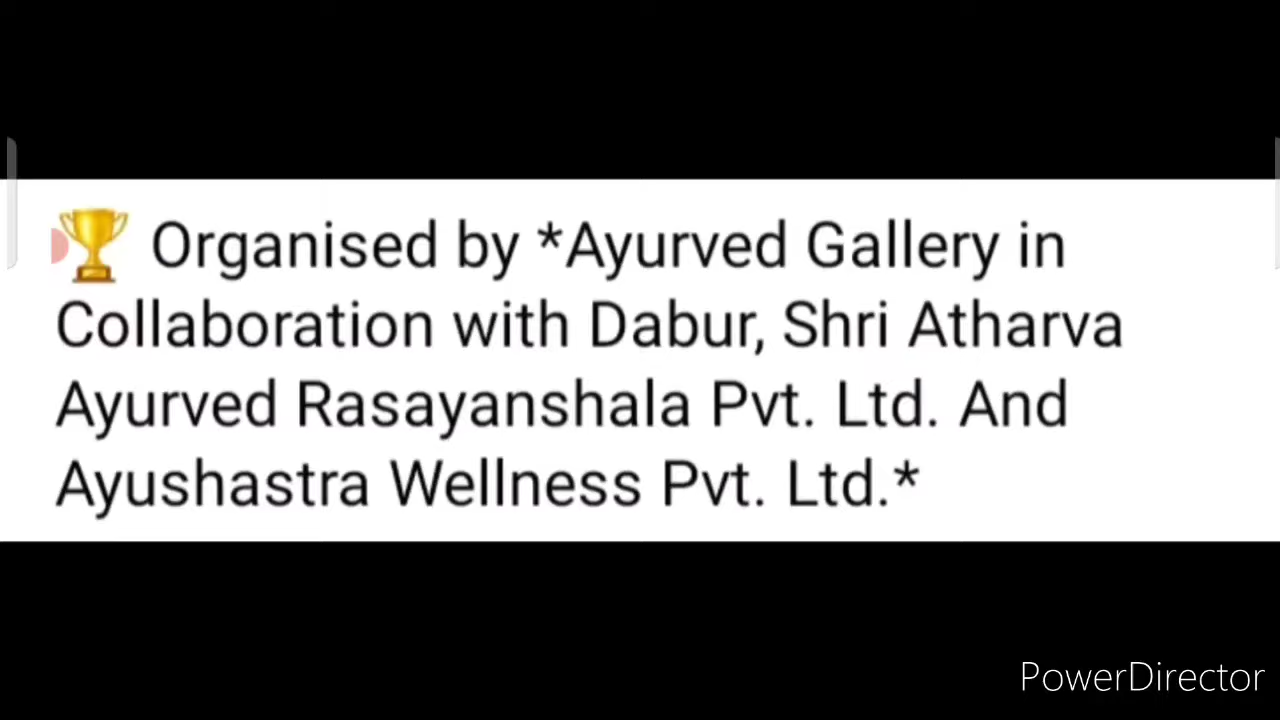 🏆 Organised by *Ayurved Gallery in
Collaboration with Dabur, Shri Atharva
Ayurved Rasayanshala Pvt. Ltd. And
Ayushastra Wellness Pvt. Ltd.*
PowerDirector